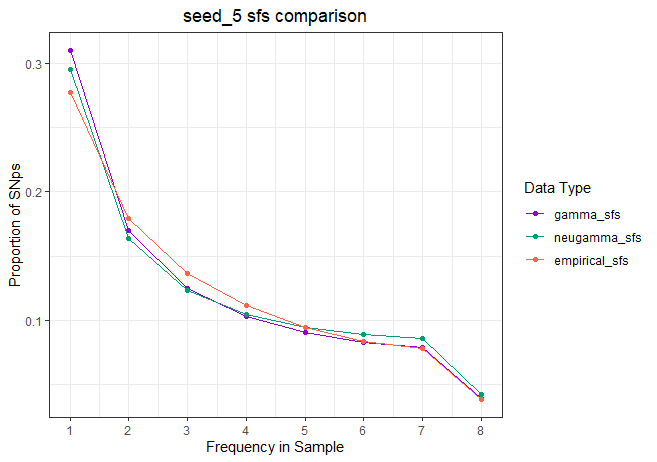 seed_5 sfs comparison
Proportion of SNps
0.3
0.2
0.1
1 2 3 4 5 6 7 8
Frequency in Sample
Data Type
gamma_sfs
neugamma_sfs
empirical_sfs